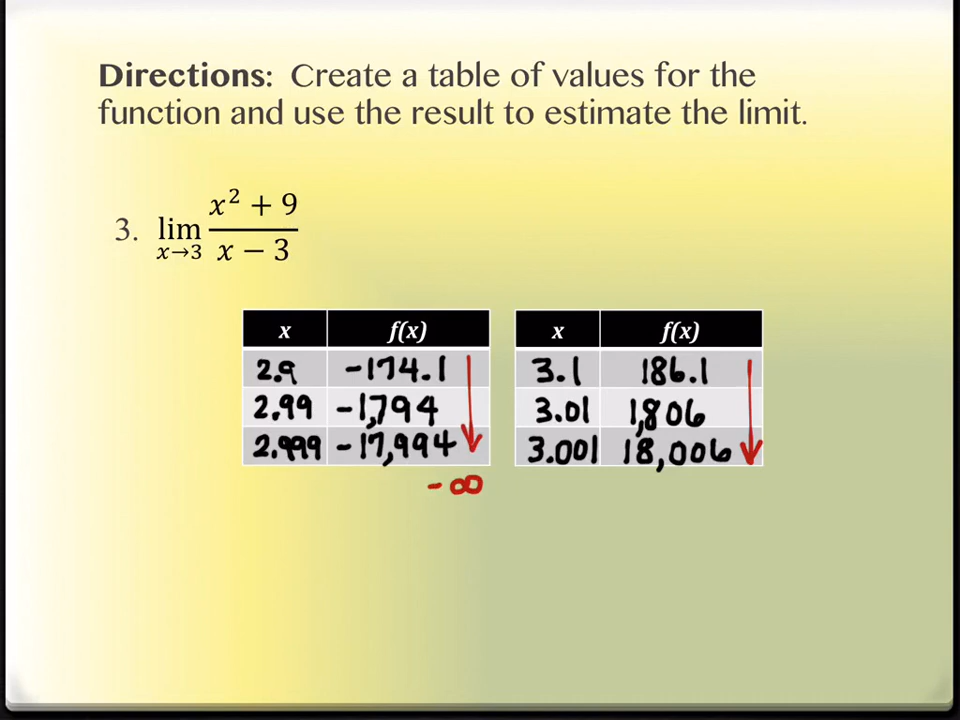 Directions: Create a table of values for the
function and use the result to estimate the limit.
3. lim x→3 x² + 9 / x − 3
x f(x) x f(x)
2.9 -174.1 3.1 186.1
2.99 -1,794 3.01 1,806
2.999 -17,994 3.001 18,006
-∞